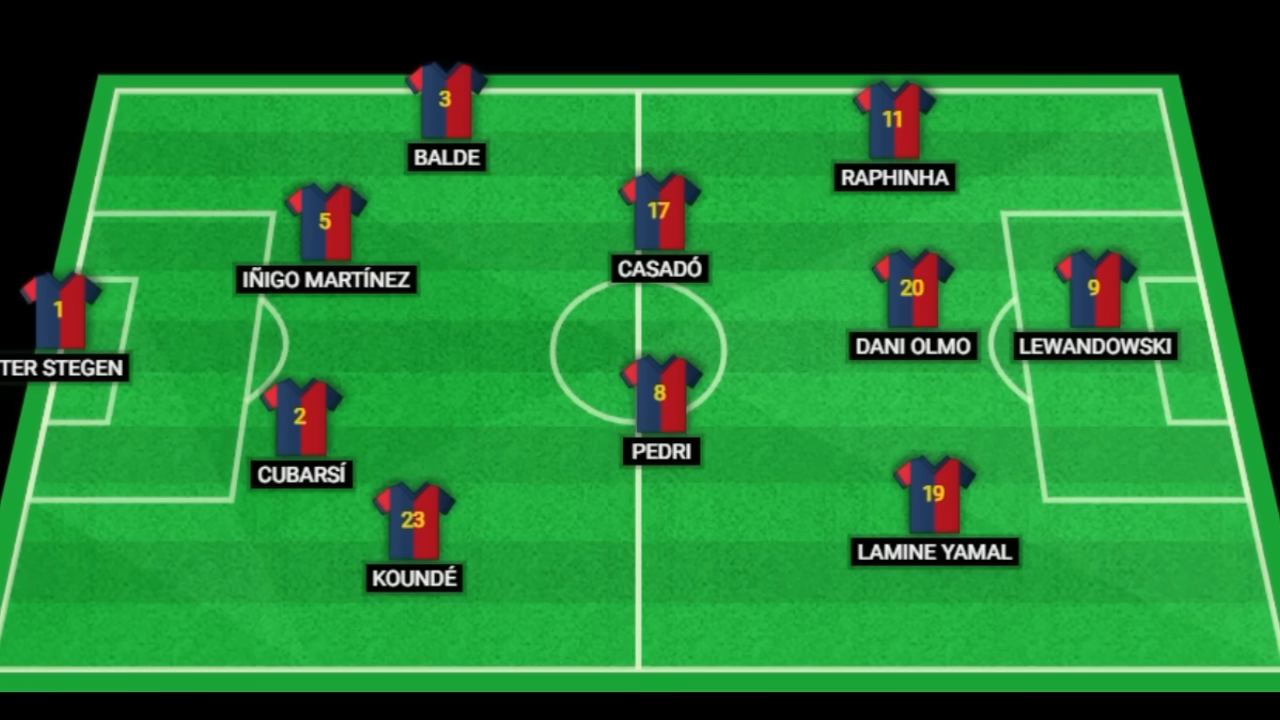 3
BALDE
11
RAPHINHA
5
IÑIGO MARTÍNEZ
17
CASADÓ
1
TER STEGEN
20
DANI OLMO
9
LEWANDOWSKI
2
CUBARSÍ
8
PEDRI
23
KOUNDÉ
19
LAMINE YAMAL